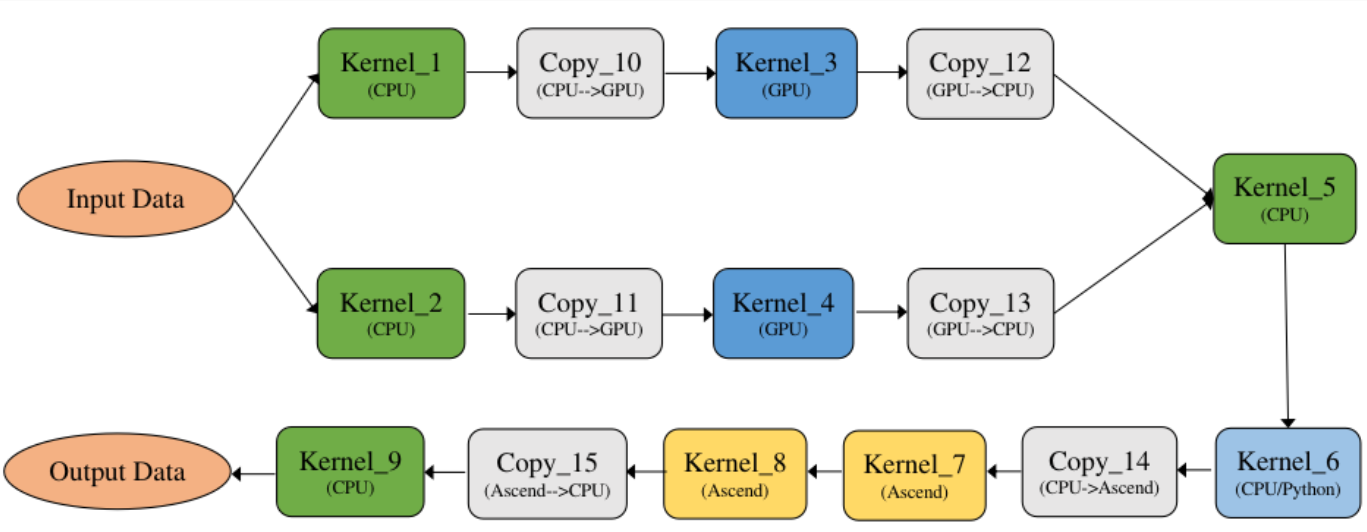 Kernel_1
(CPU)
Copy_10
(CPU-->GPU)
Kernel_3
(GPU)
Copy_12
(GPU-->CPU)
Input Data
Kernel_5
(CPU)
Kernel_2
(CPU)
Copy_11
(CPU-->GPU)
Kernel_4
(GPU)
Copy_13
(GPU-->CPU)
Output Data
Kernel_9
(CPU)
Copy_15
(Ascend-->CPU)
Kernel_8
(Ascend)
Kernel_7
(Ascend)
Copy_14
(CPU->Ascend)
Kernel_6
(CPU/Python)